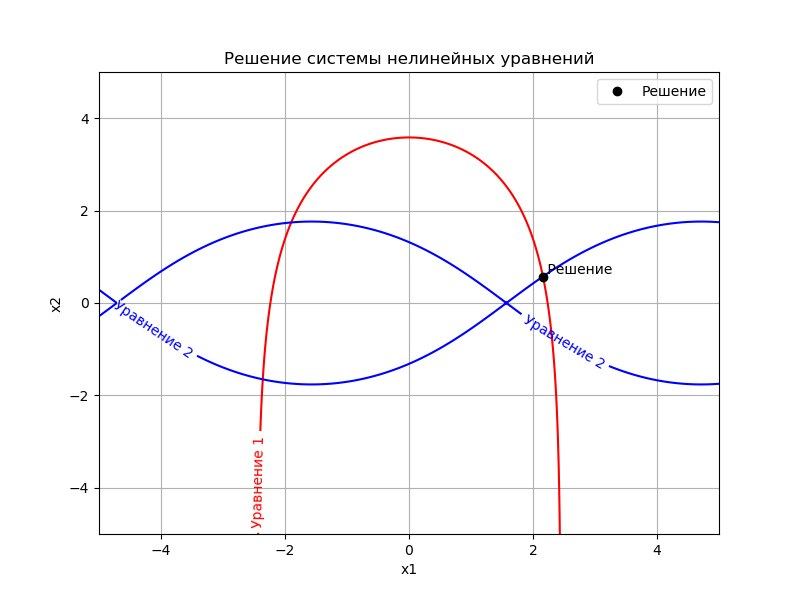 Решение системы нелинейных уравнений
Решение
4
2
0
−2
−4
x2
Решение
Уравнение 2
Уравнение 2
Уравнение 1
−4
−2
0
2
4
x1